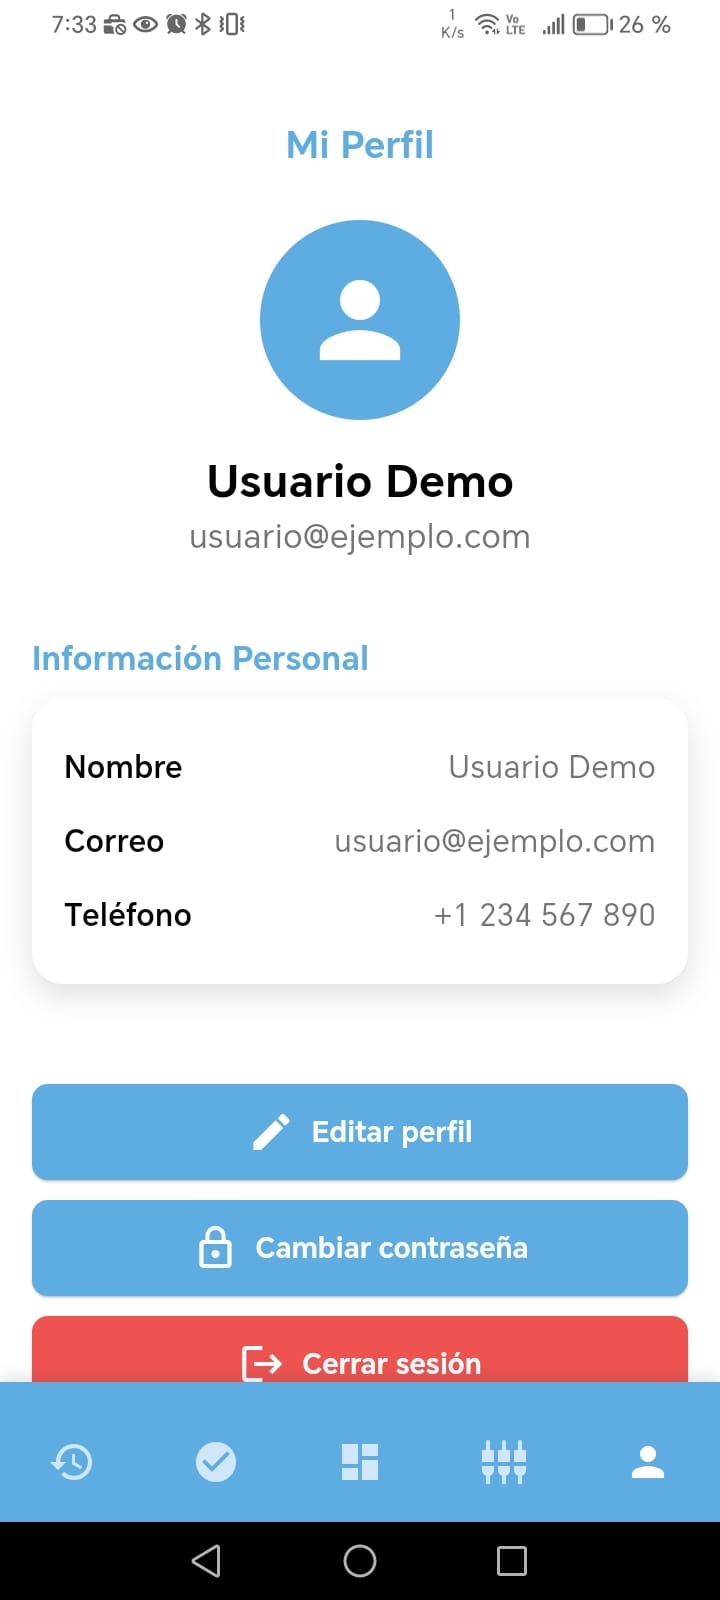 7:33 1 K/s Vo LTE 26 %
Mi Perfil
Usuario Demo
usuario@ejemplo.com
Información Personal
Nombre Usuario Demo
Correo usuario@ejemplo.com
Teléfono +1 234 567 890
Editar perfil
Cambiar contraseña
Cerrar sesión